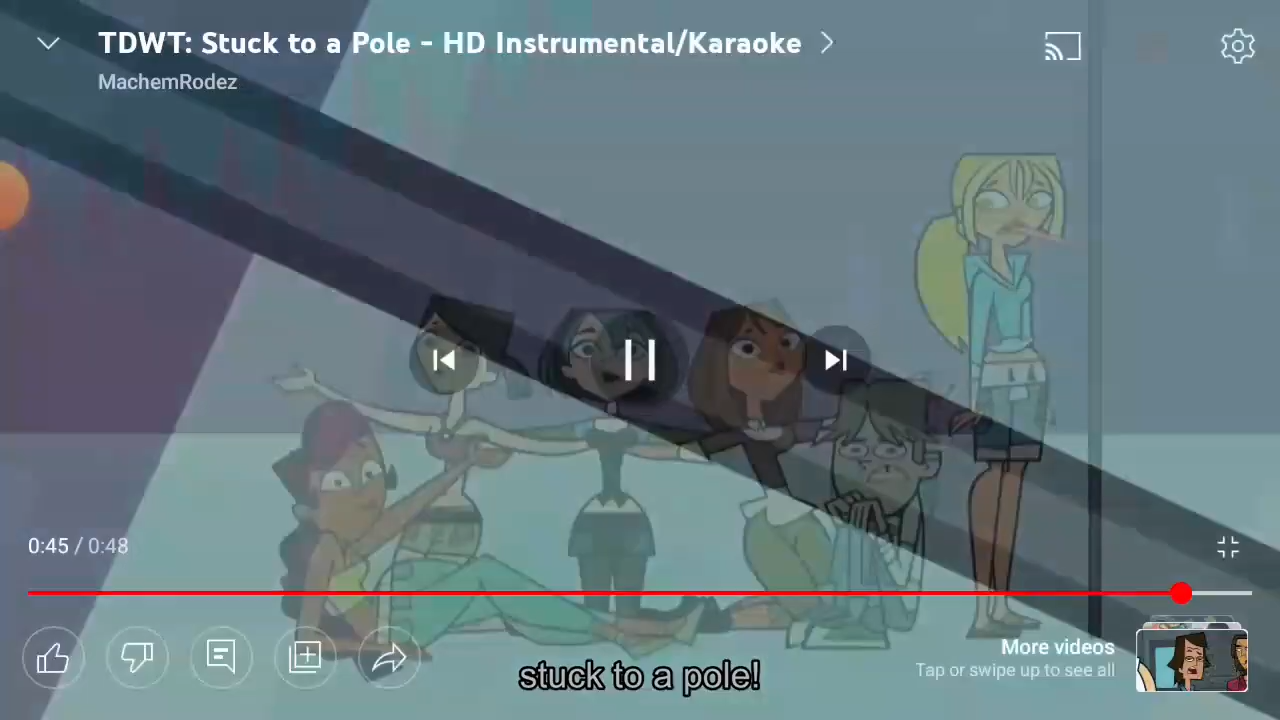 TDWT: Stuck to a Pole - HD Instrumental/Karaoke
MachemRodez
0:45 / 0:48
More videos
Tap or swipe up to see all
stuck to a pole!